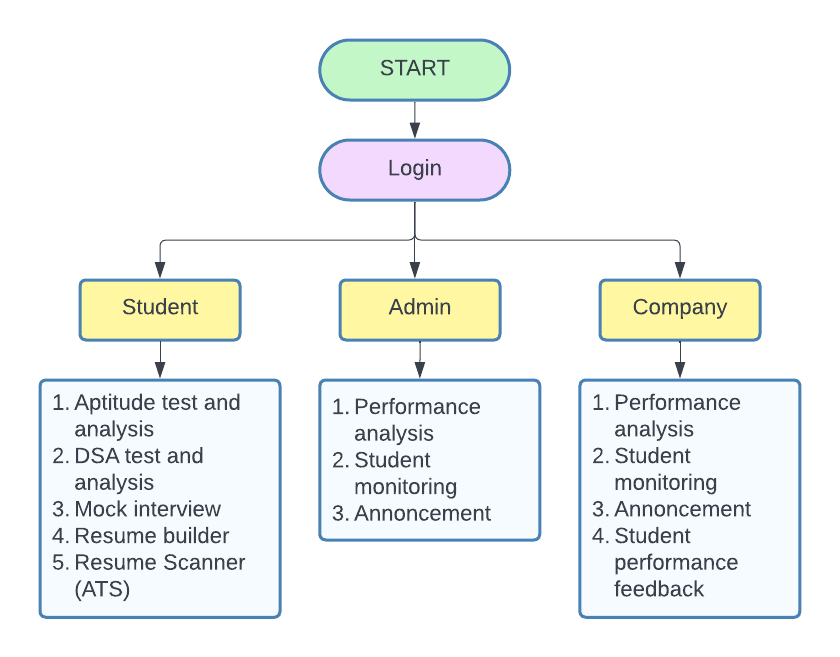 START
Login
Student
Admin
Company
1. Aptitude test and
analysis
2. DSA test and
analysis
3. Mock interview
4. Resume builder
5. Resume Scanner
(ATS)
1. Performance
analysis
2. Student
monitoring
3. Annoncement
1. Performance
analysis
2. Student
monitoring
3. Annoncement
4. Student
performance
feedback